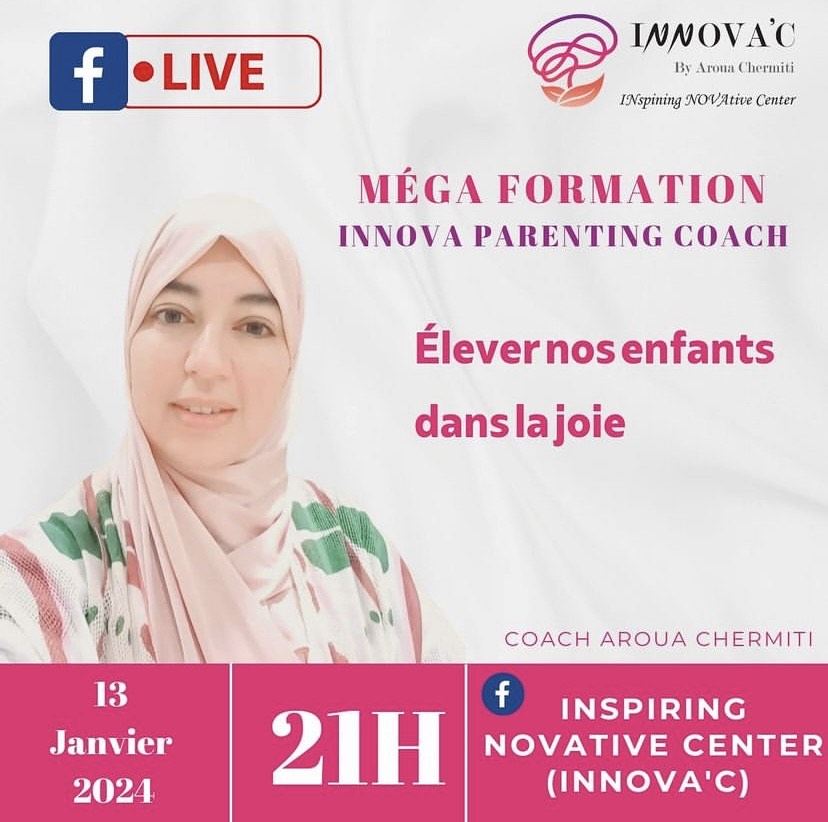 LIVE
INNOVA'C
By Aroua Chermiti
INspining NOVAtive Center
MÉGA FORMATION
INNOVA PARENTING COACH
Élever nos enfants
dans la joie
COACH AROUA CHERMITI
13
Janvier
2024
21H
INSPIRING
NOVATIVE CENTER
(INNOVA'C)